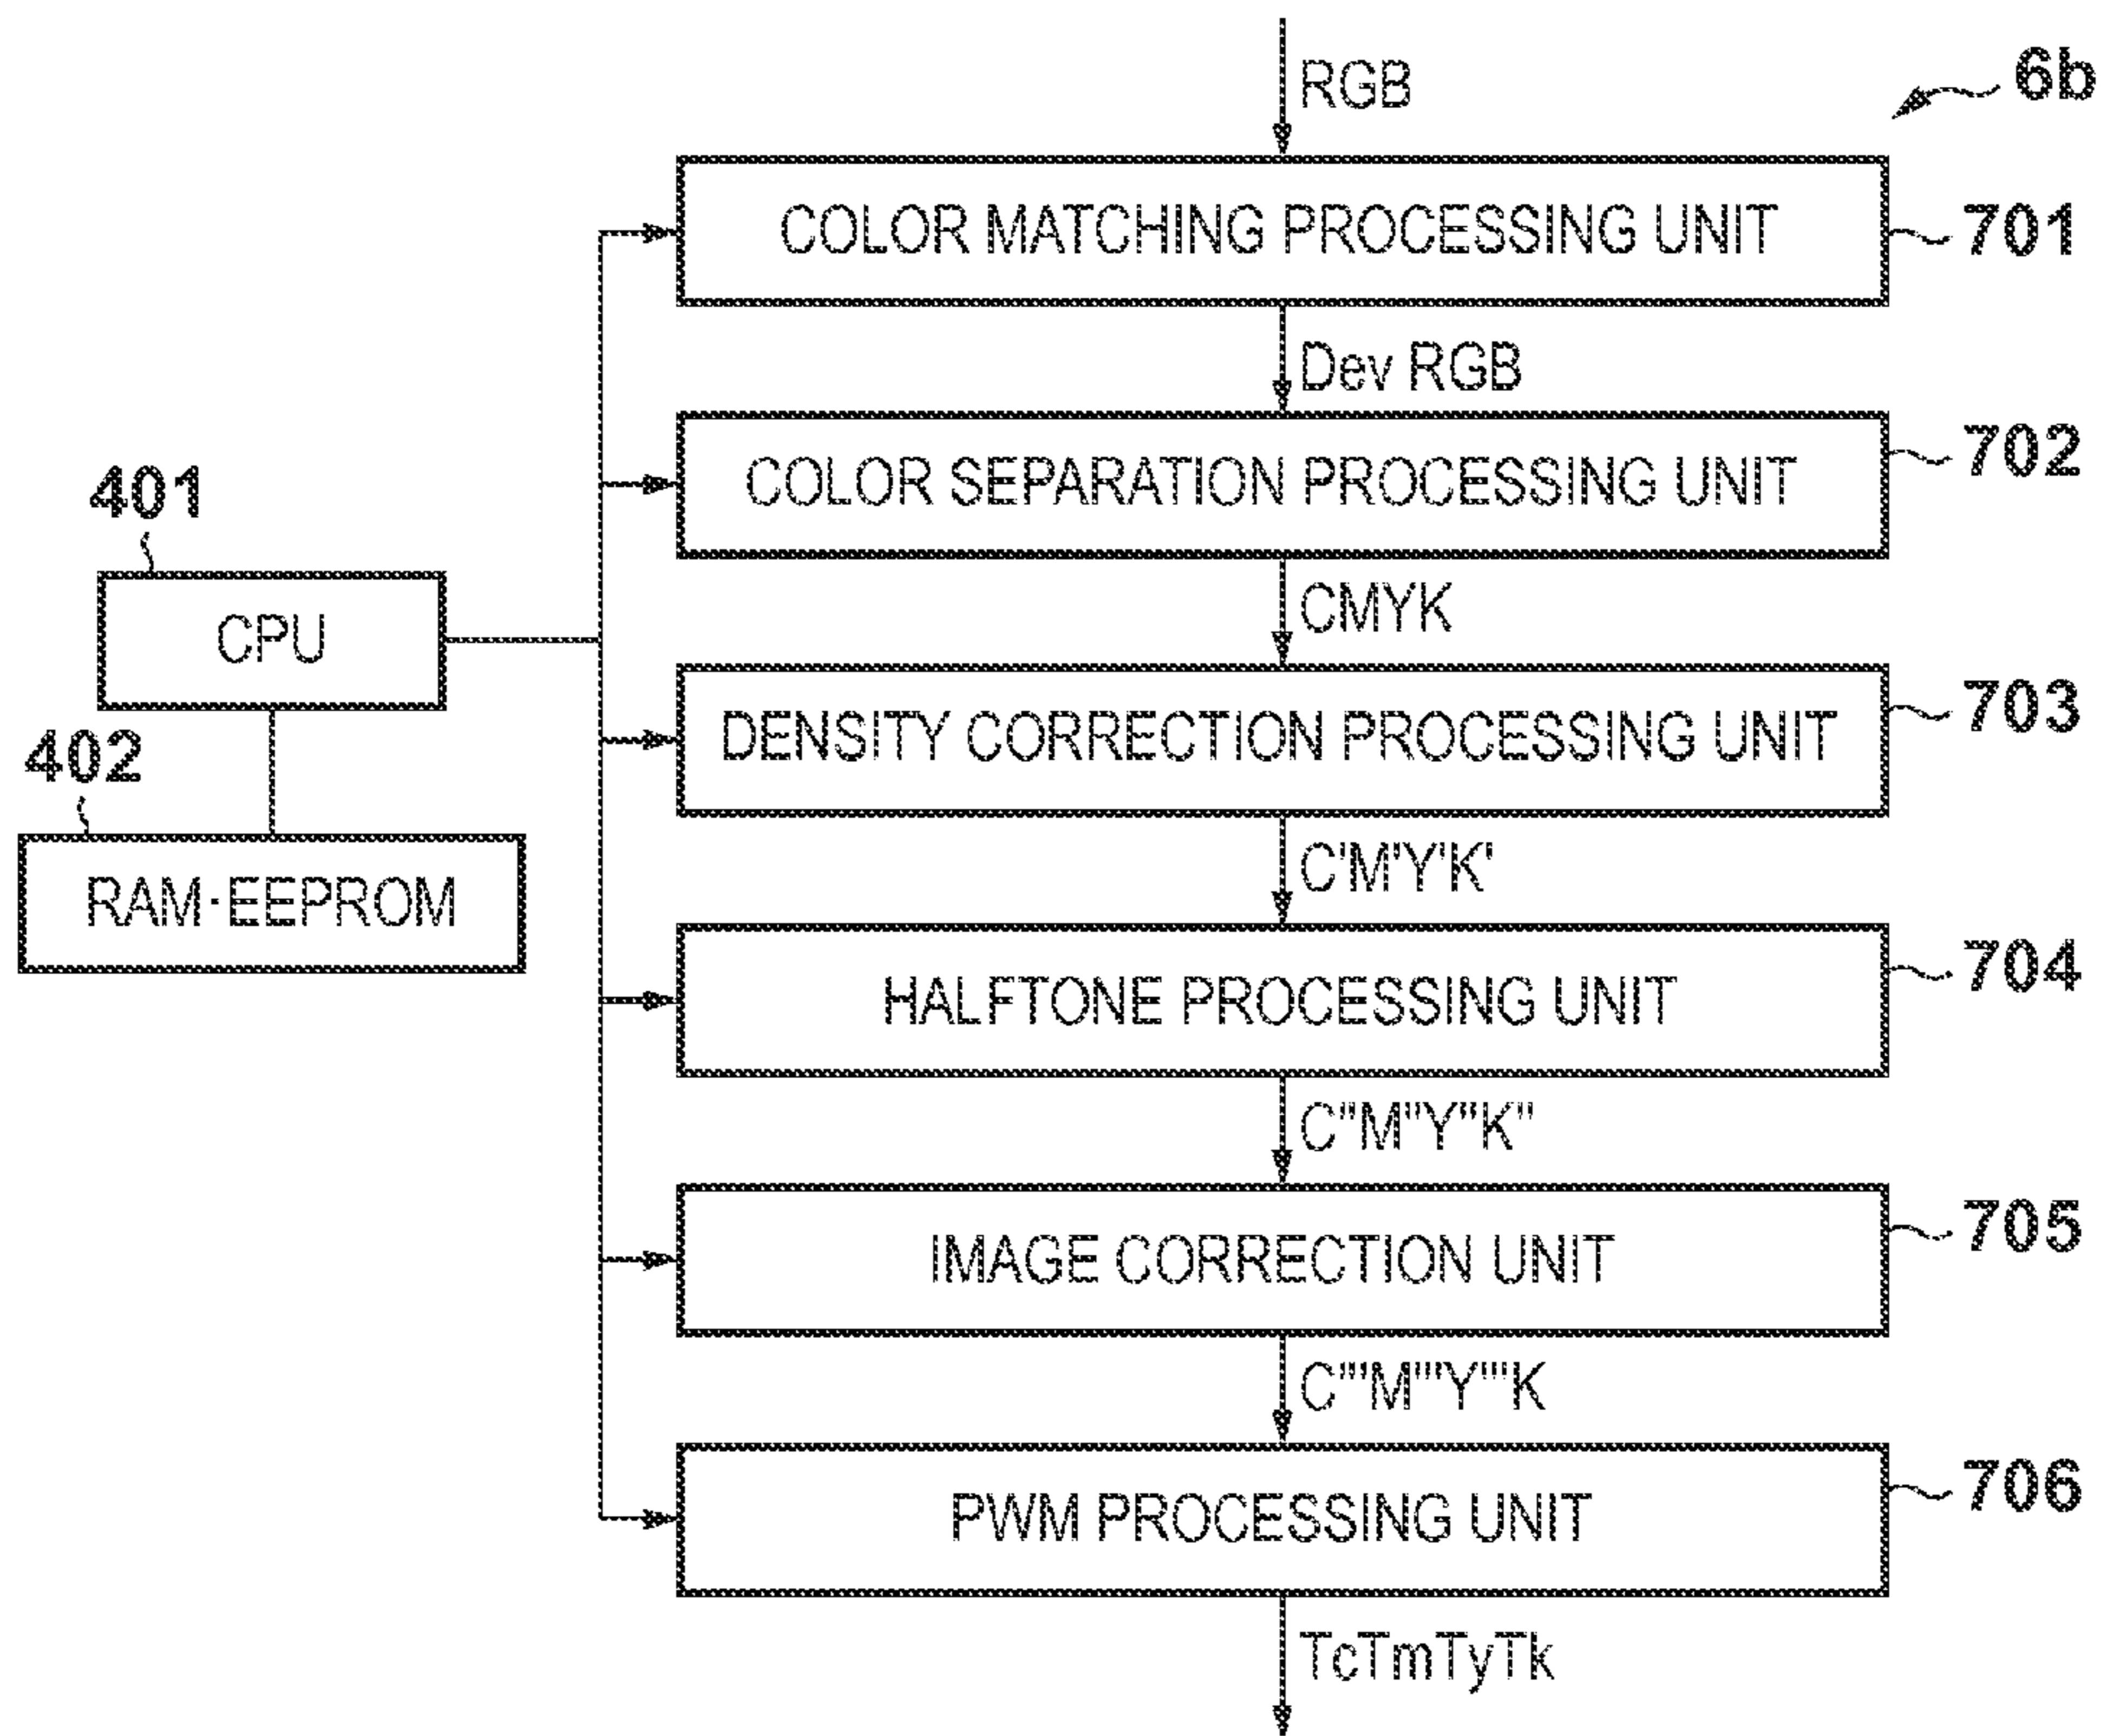 RGB
6b
COLOR MATCHING PROCESSING UNIT
701
Dev RGB
COLOR SEPARATION PROCESSING UNIT
702
401
CPU
CMYK
DENSITY CORRECTION PROCESSING UNIT
703
402
RAM·EEPROM
C'M'Y'K'
HALFTONE PROCESSING UNIT
704
C"M"Y"K"
IMAGE CORRECTION UNIT
705
C'''M'''Y'''K
PWM PROCESSING UNIT
706
TcTmTyTk